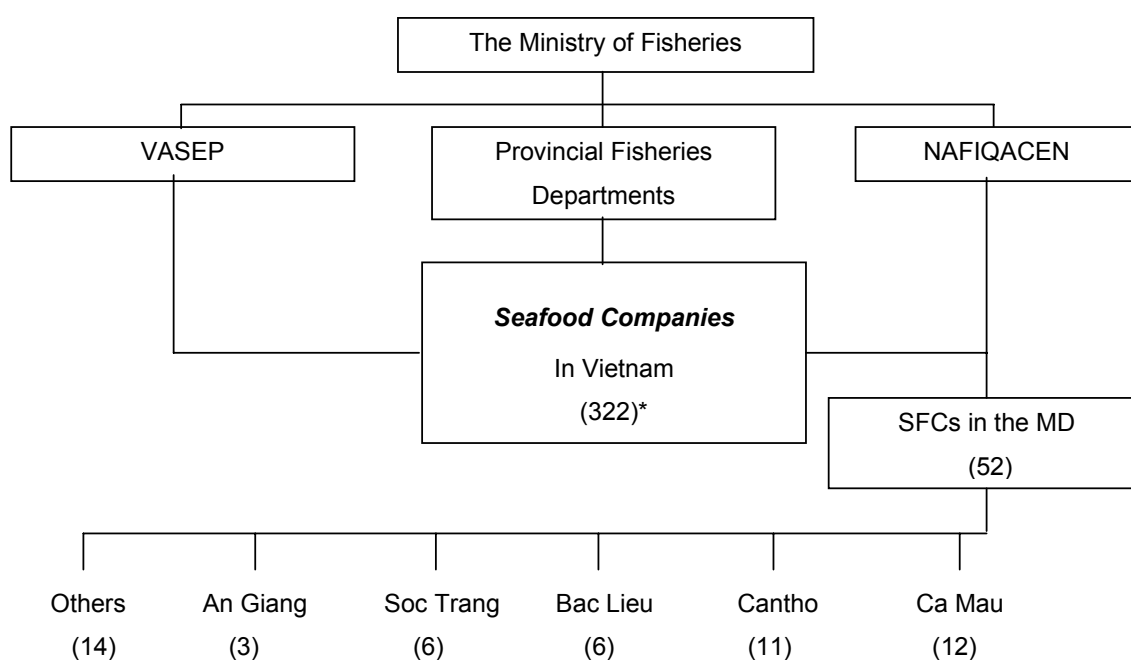 The Ministry of Fisheries
VASEP
Provincial Fisheries
Departments
NAFIQACEN
Seafood Companies
In Vietnam
(322)*
SFCs in the MD
(52)
Others
An Giang
Soc Trang
Bac Lieu
Cantho
Ca Mau
(14)
(3)
(6)
(6)
(11)
(12)